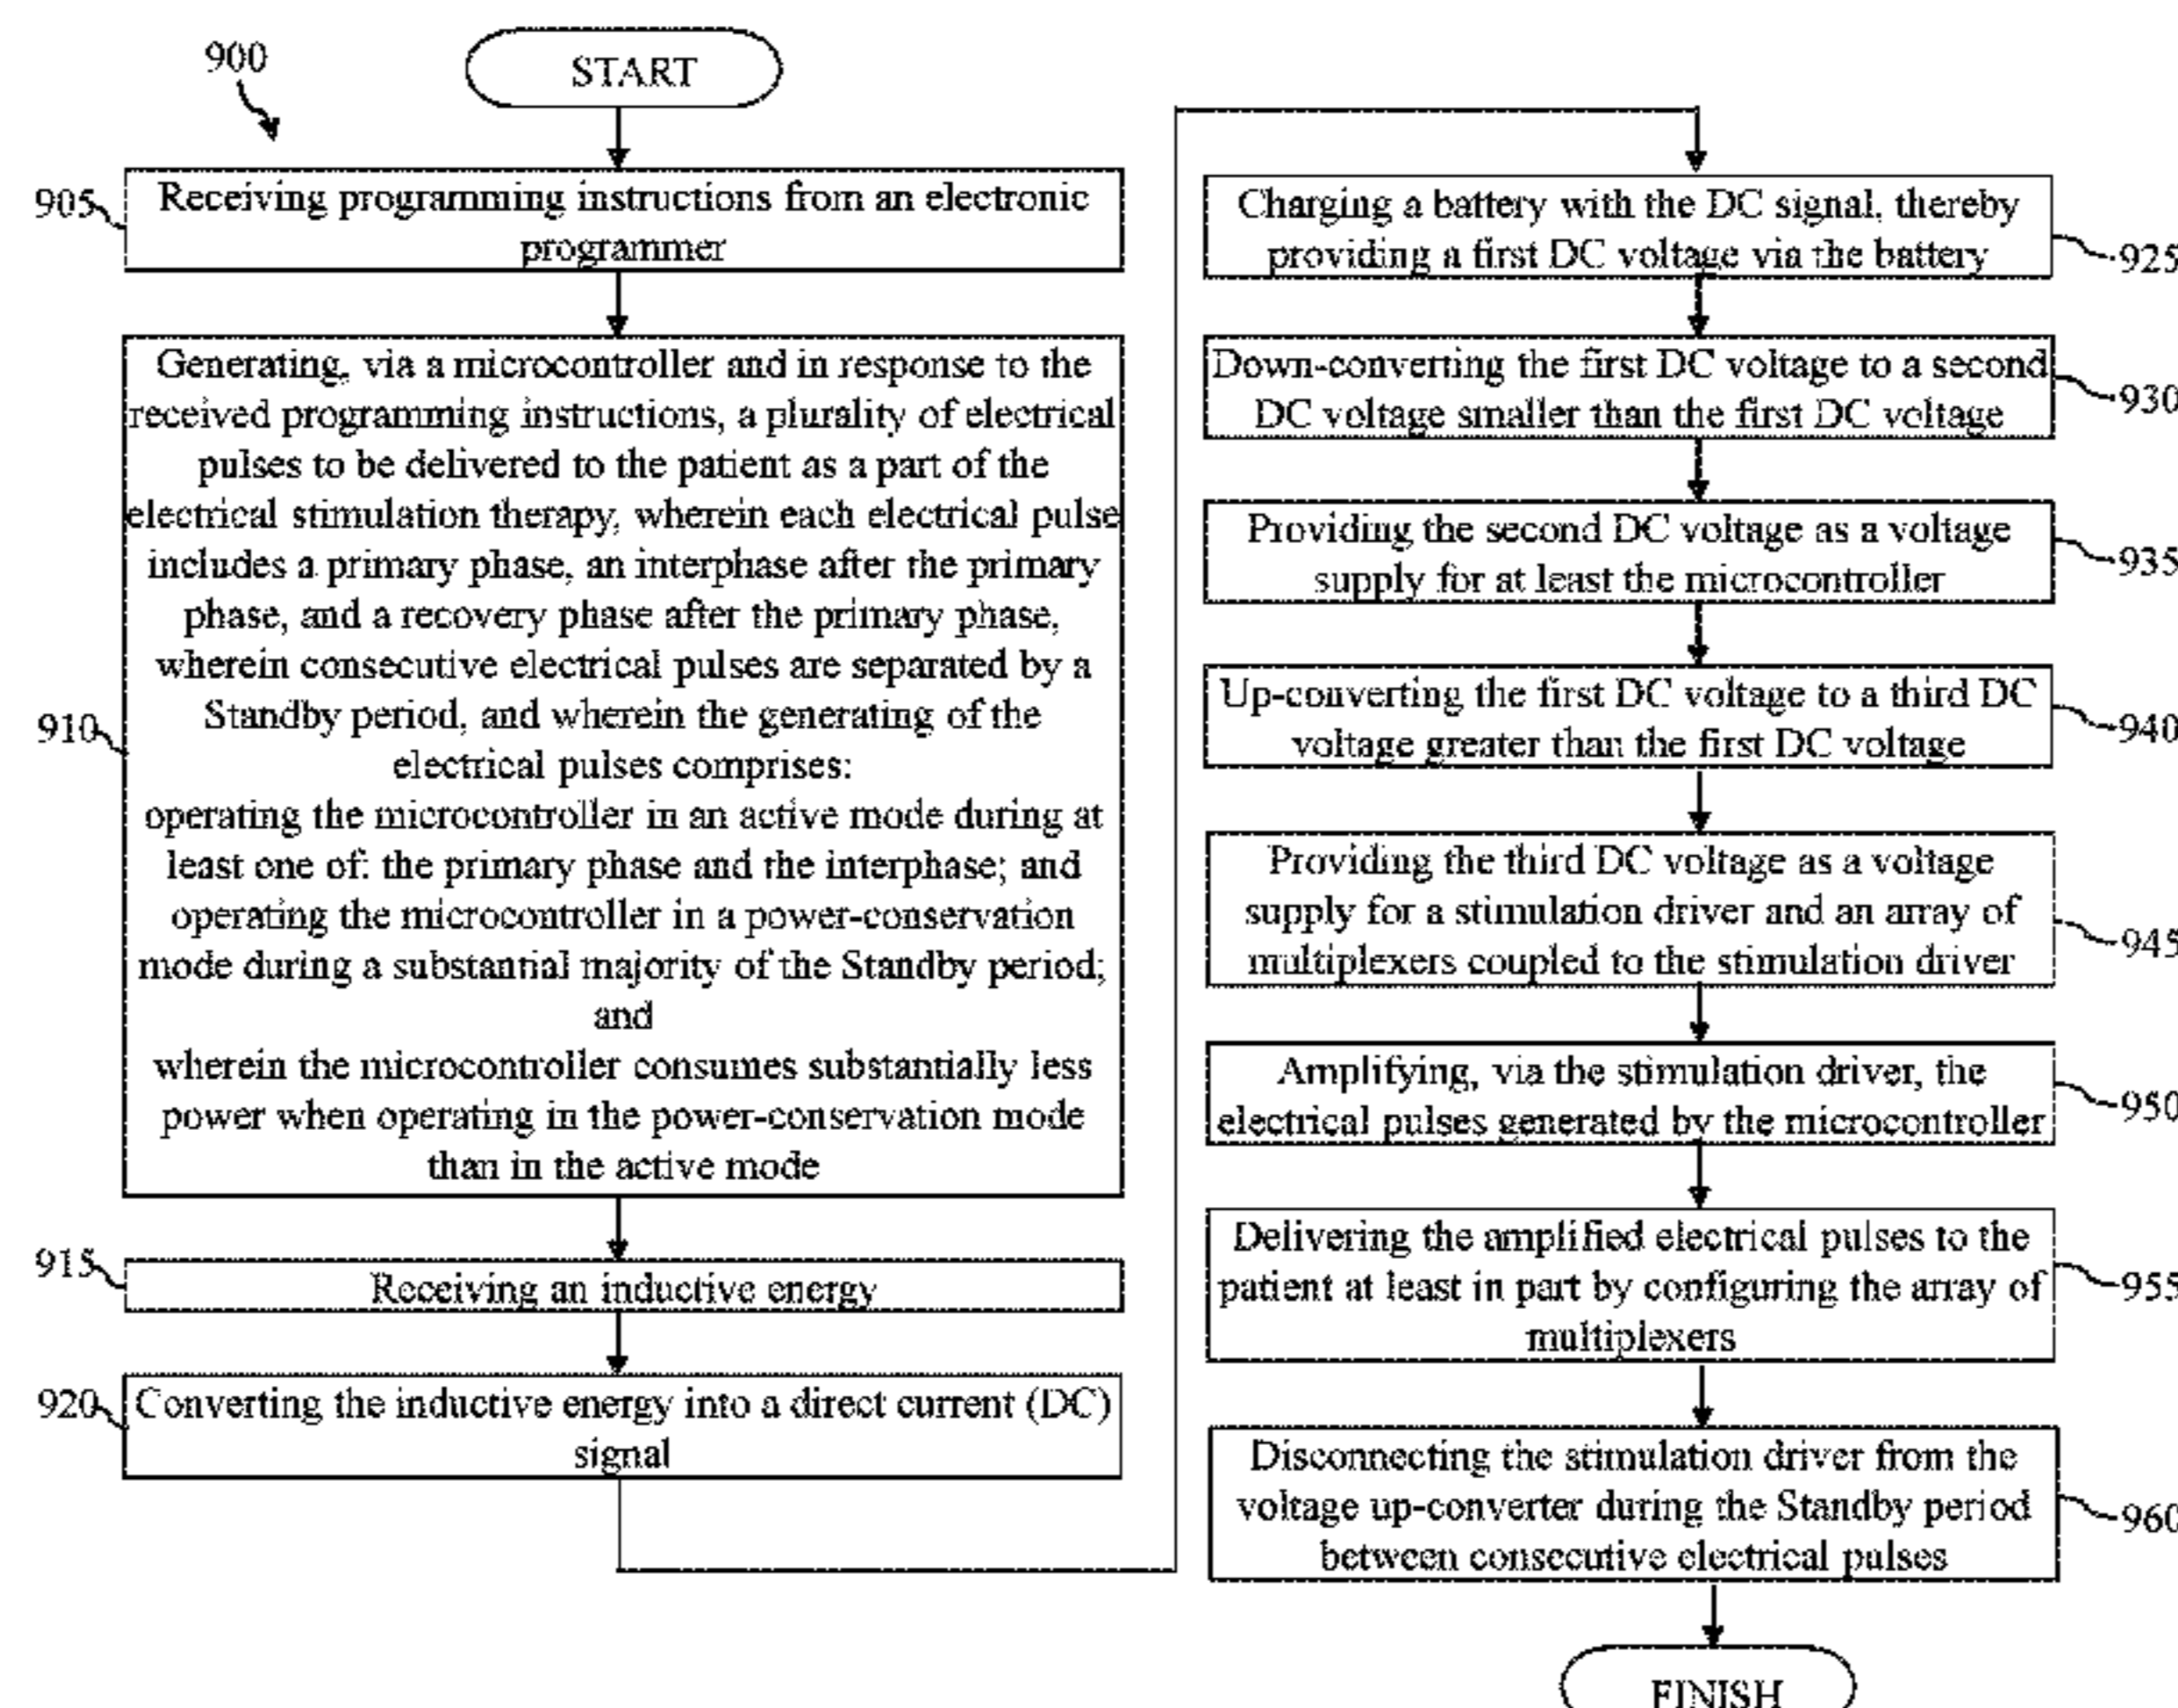 900
START
905
Receiving programming instructions from an electronic
programmer
910
Generating, via a microcontroller and in response to the
received programming instructions, a plurality of electrical
pulses to be delivered to the patient as a part of the
electrical stimulation therapy, wherein each electrical pulse
includes a primary phase, an interphase after the primary
phase, and a recovery phase after the primary phase,
wherein consecutive electrical pulses are separated by a
Standby period, and wherein the generating of the
electrical pulses comprises:
operating the microcontroller in an active mode during at
least one of: the primary phase and the interphase; and
operating the microcontroller in a power-conservation
mode during a substantial majority of the Standby period;
and
wherein the microcontroller consumes substantially less
power when operating in the power-conservation mode
than in the active mode
915
Receiving an inductive energy
920
Converting the inductive energy into a direct current (DC)
signal
Charging a battery with the DC signal, thereby
providing a first DC voltage via the battery
925
Down-converting the first DC voltage to a second
DC voltage smaller than the first DC voltage
930
Providing the second DC voltage as a voltage
supply for at least the microcontroller
935
Up-converting the first DC voltage to a third DC
voltage greater than the first DC voltage
940
Providing the third DC voltage as a voltage
supply for a stimulation driver and an array of
multiplexers coupled to the stimulation driver
945
Amplifying, via the stimulation driver, the
electrical pulses generated by the microcontroller
950
Delivering the amplified electrical pulses to the
patient at least in part by configuring the array of
multiplexers
955
Disconnecting the stimulation driver from the
voltage up-converter during the Standby period
between consecutive electrical pulses
960
FINISH